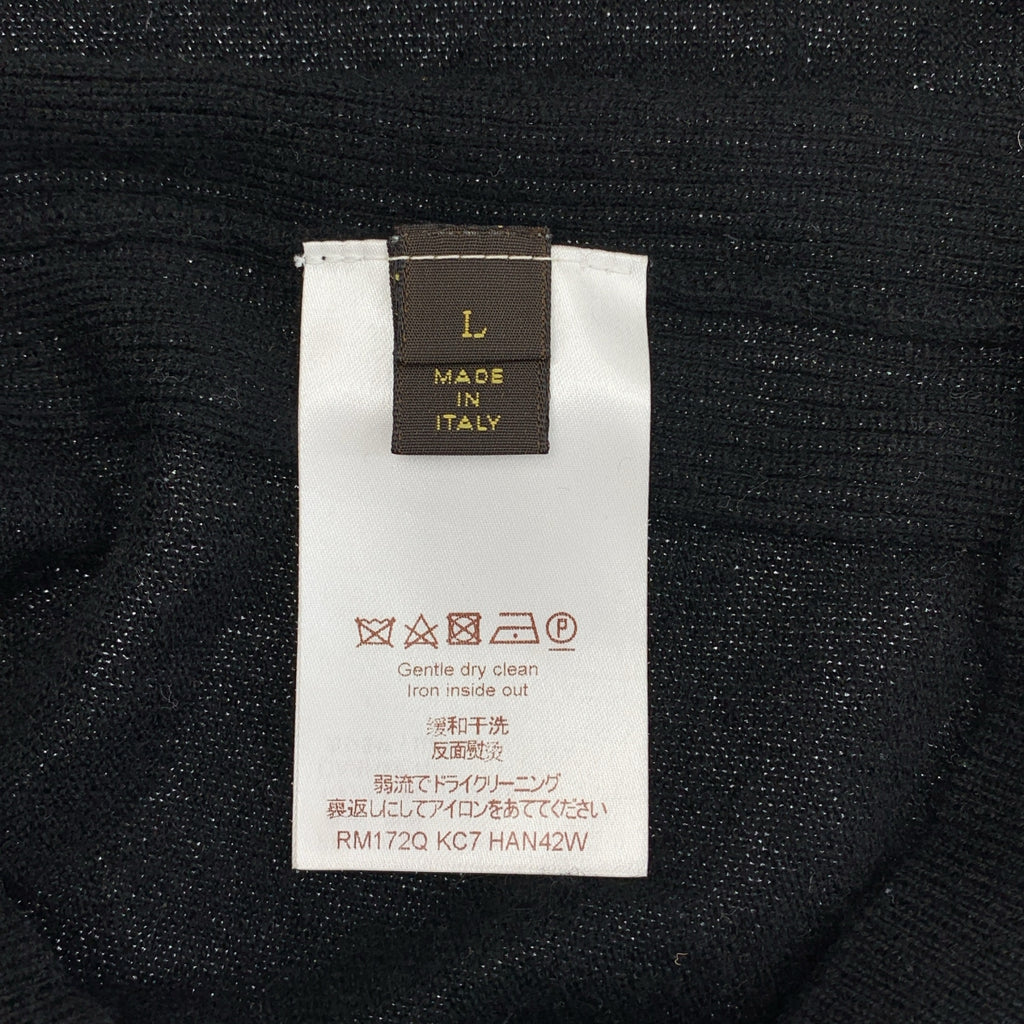 L
MADE
IN
ITALY
P
Gentle dry clean
Iron inside out
缓和干洗
反面熨烫
弱流でドライクリーニング
裏返しにしてアイロンをあててください
RM172Q KC7 HAN42W